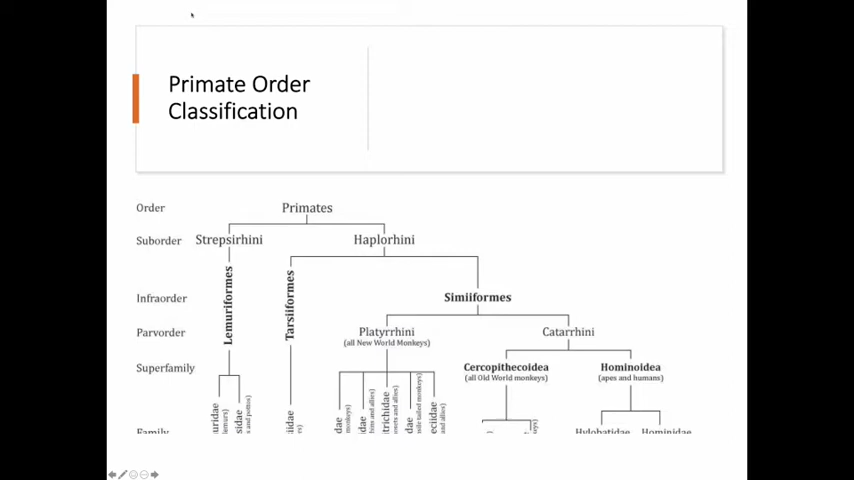 Primate Order
Classification
Order
Primates
Suborder
Strepsirhini
Haplorhini
Lemuriformes
Tarsiiformes
Infraorder
Simiiformes
Parvorder
Platyrrhini
(all New World Monkeys)
Catarrhini
Superfamily
Cercopithecoidea
(all Old World monkeys)
Hominoidea
(apes and humans)
Family
Hylobatidae
Hominidae